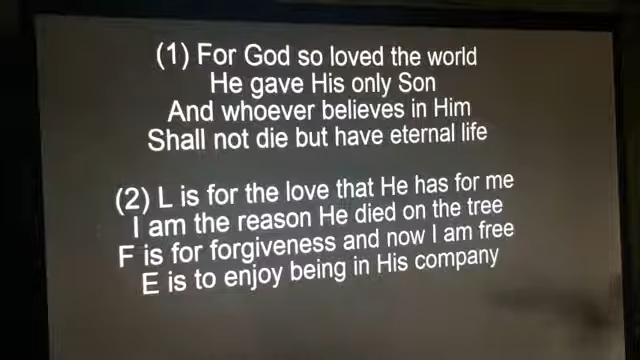 (1) For God so loved the world
He gave His only Son
And whoever believes in Him
Shall not die but have eternal life
(2) L is for the love that He has for me
I am the reason He died on the tree
F is for forgiveness and now I am free
E is to enjoy being in His company